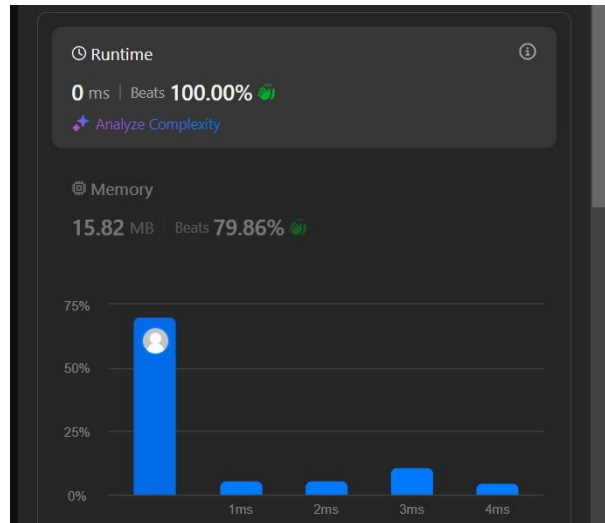 Runtime
0 ms | Beats 100.00%
Analyze Complexity
Memory
15.82 MB | Beats 79.86%
75%
50%
25%
0%
1ms 2ms 3ms 4ms